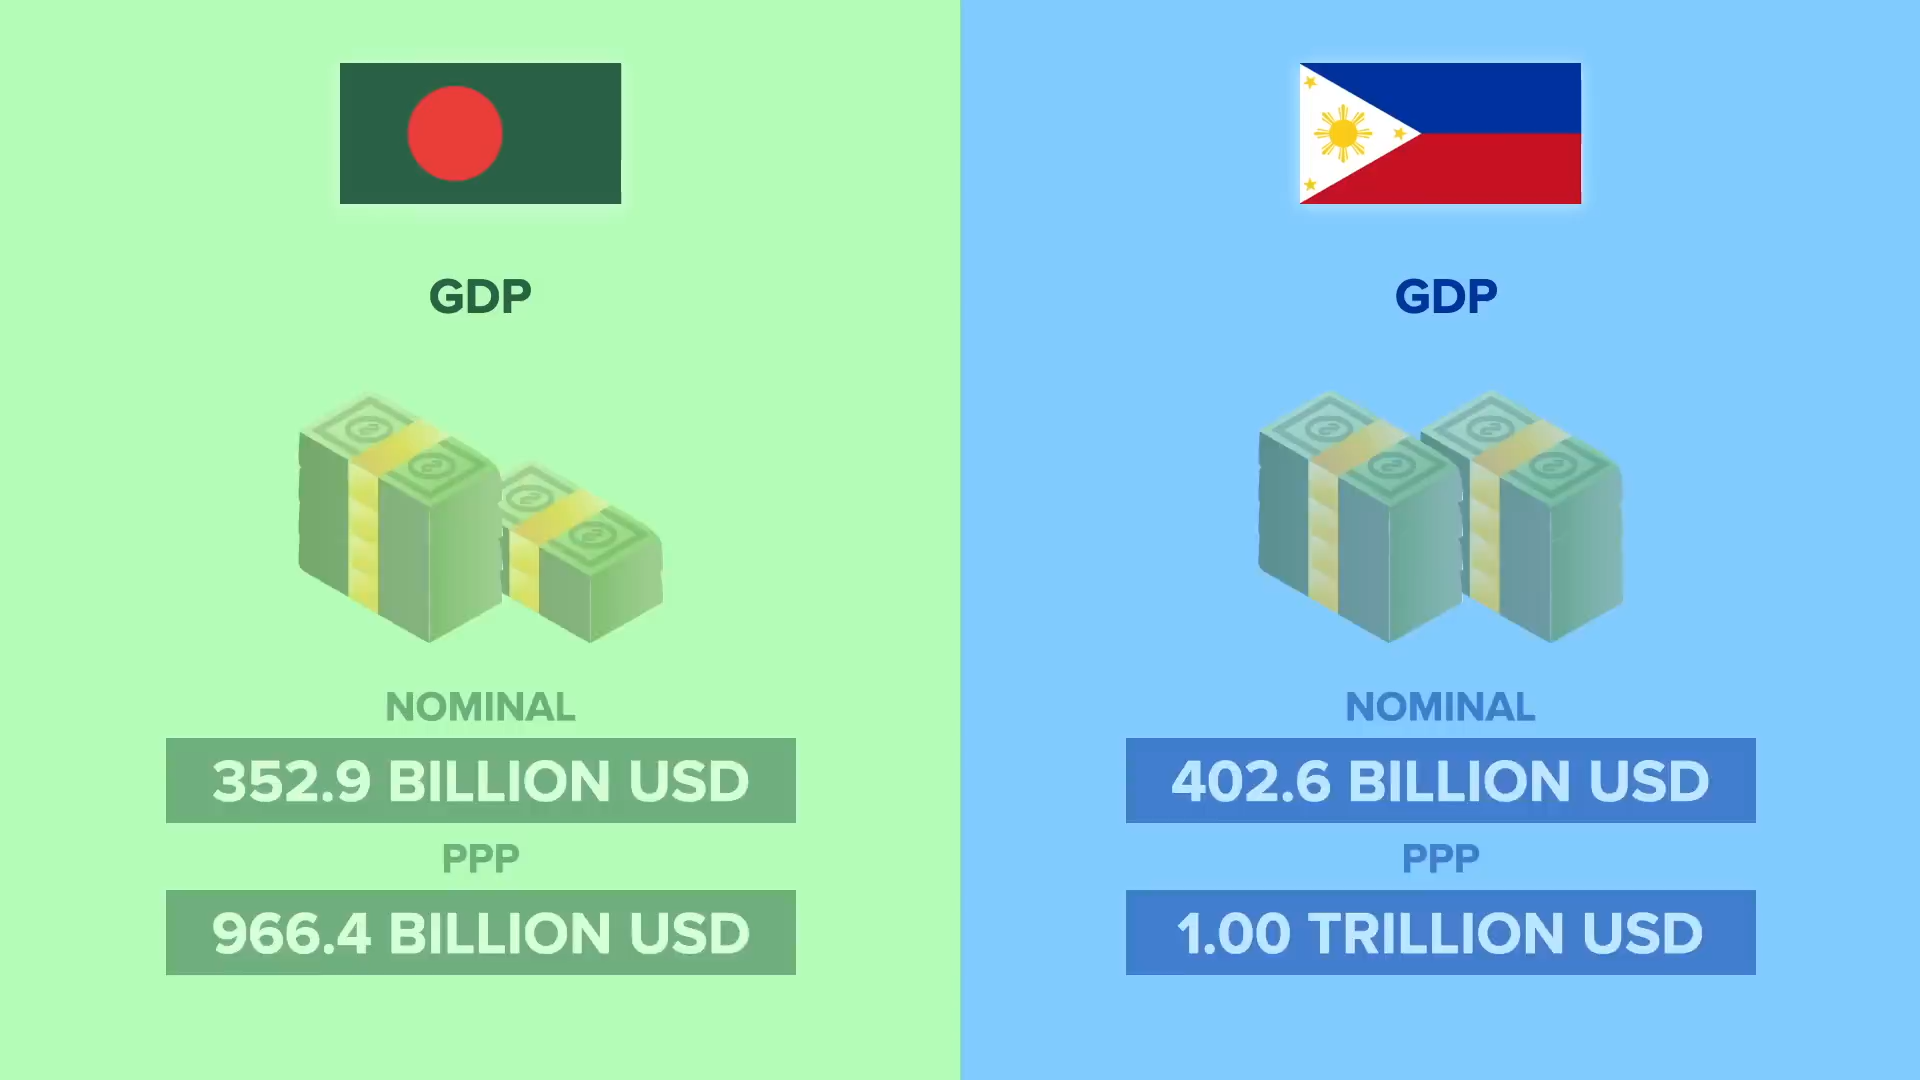 GDP
NOMINAL
352.9 BILLION USD
PPP
966.4 BILLION USD
GDP
NOMINAL
402.6 BILLION USD
PPP
1.00 TRILLION USD